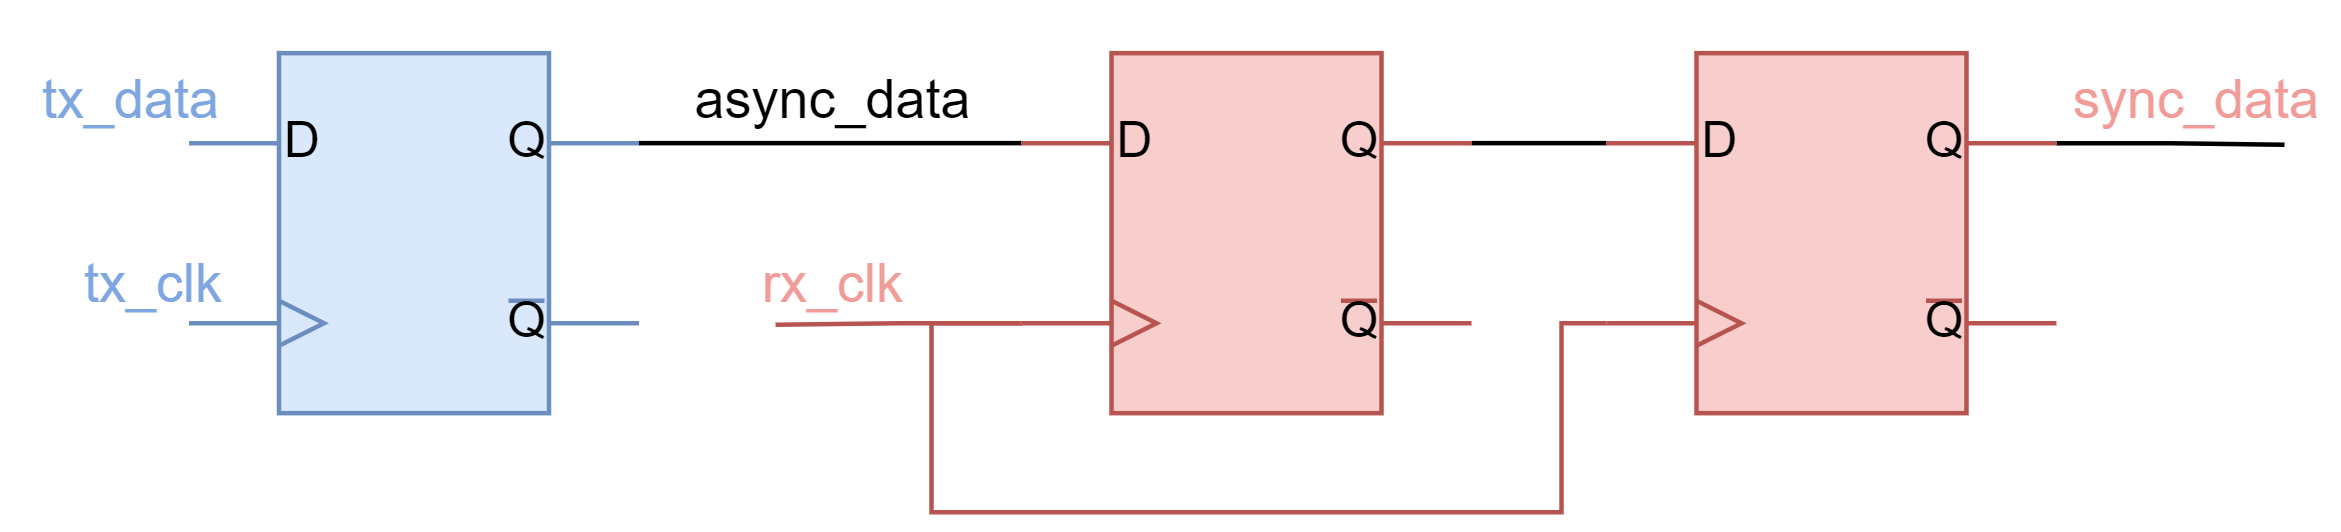 tx_data
async_data
sync_data
D
Q
D
Q
D
Q
tx_clk
rx_clk
Q̅
Q̅
Q̅